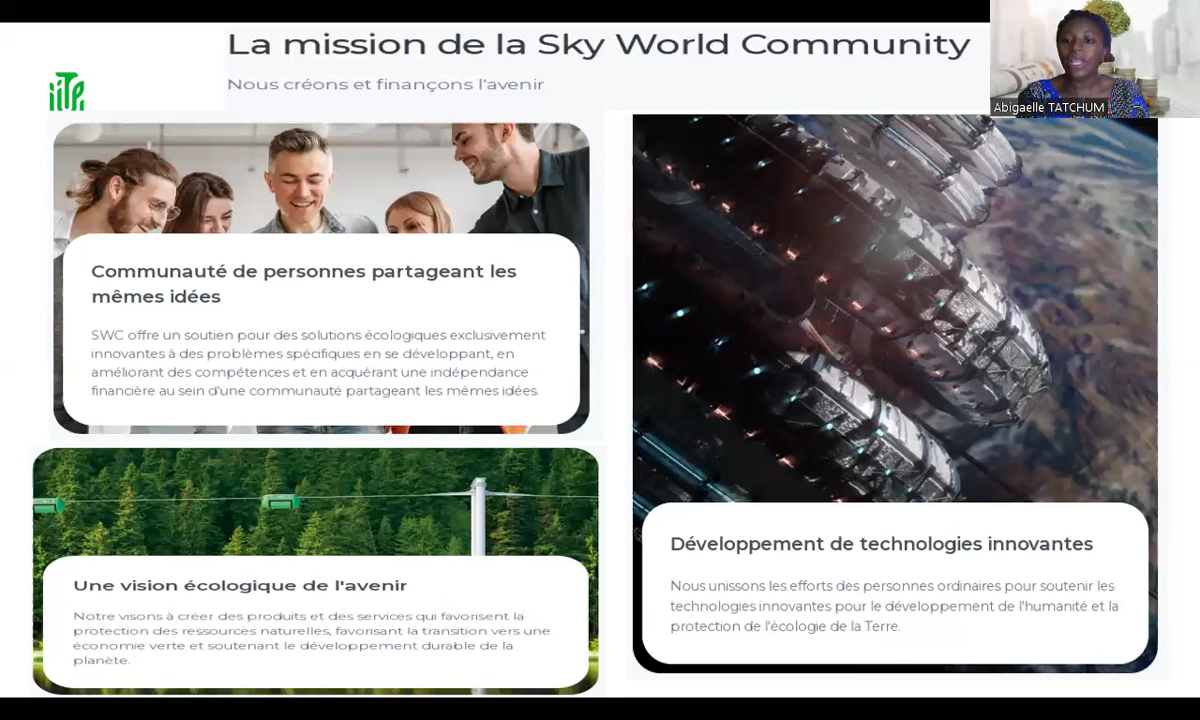 La mission de la Sky World Community
Nous créons et finançons l'avenir
Abigaelle TATCHUM
Communauté de personnes partageant les
mêmes idées
SWC offre un soutien pour des solutions écologiques exclusivement
innovantes à des problèmes spécifiques en se développant, en
améliorant des compétences et en acquérant une indépendance
financière au sein d'une communauté partageant les mêmes idées.
Une vision écologique de l'avenir
Notre visons à créer des produits et des services qui favorisent la
protection des ressources naturelles, favorisant la transition vers une
économie verte et soutenant le développement durable de la
planète.
Développement de technologies innovantes
Nous unissons les efforts des personnes ordinaires pour soutenir les
technologies innovantes pour le développement de l'humanité et la
protection de l'écologie de la Terre.